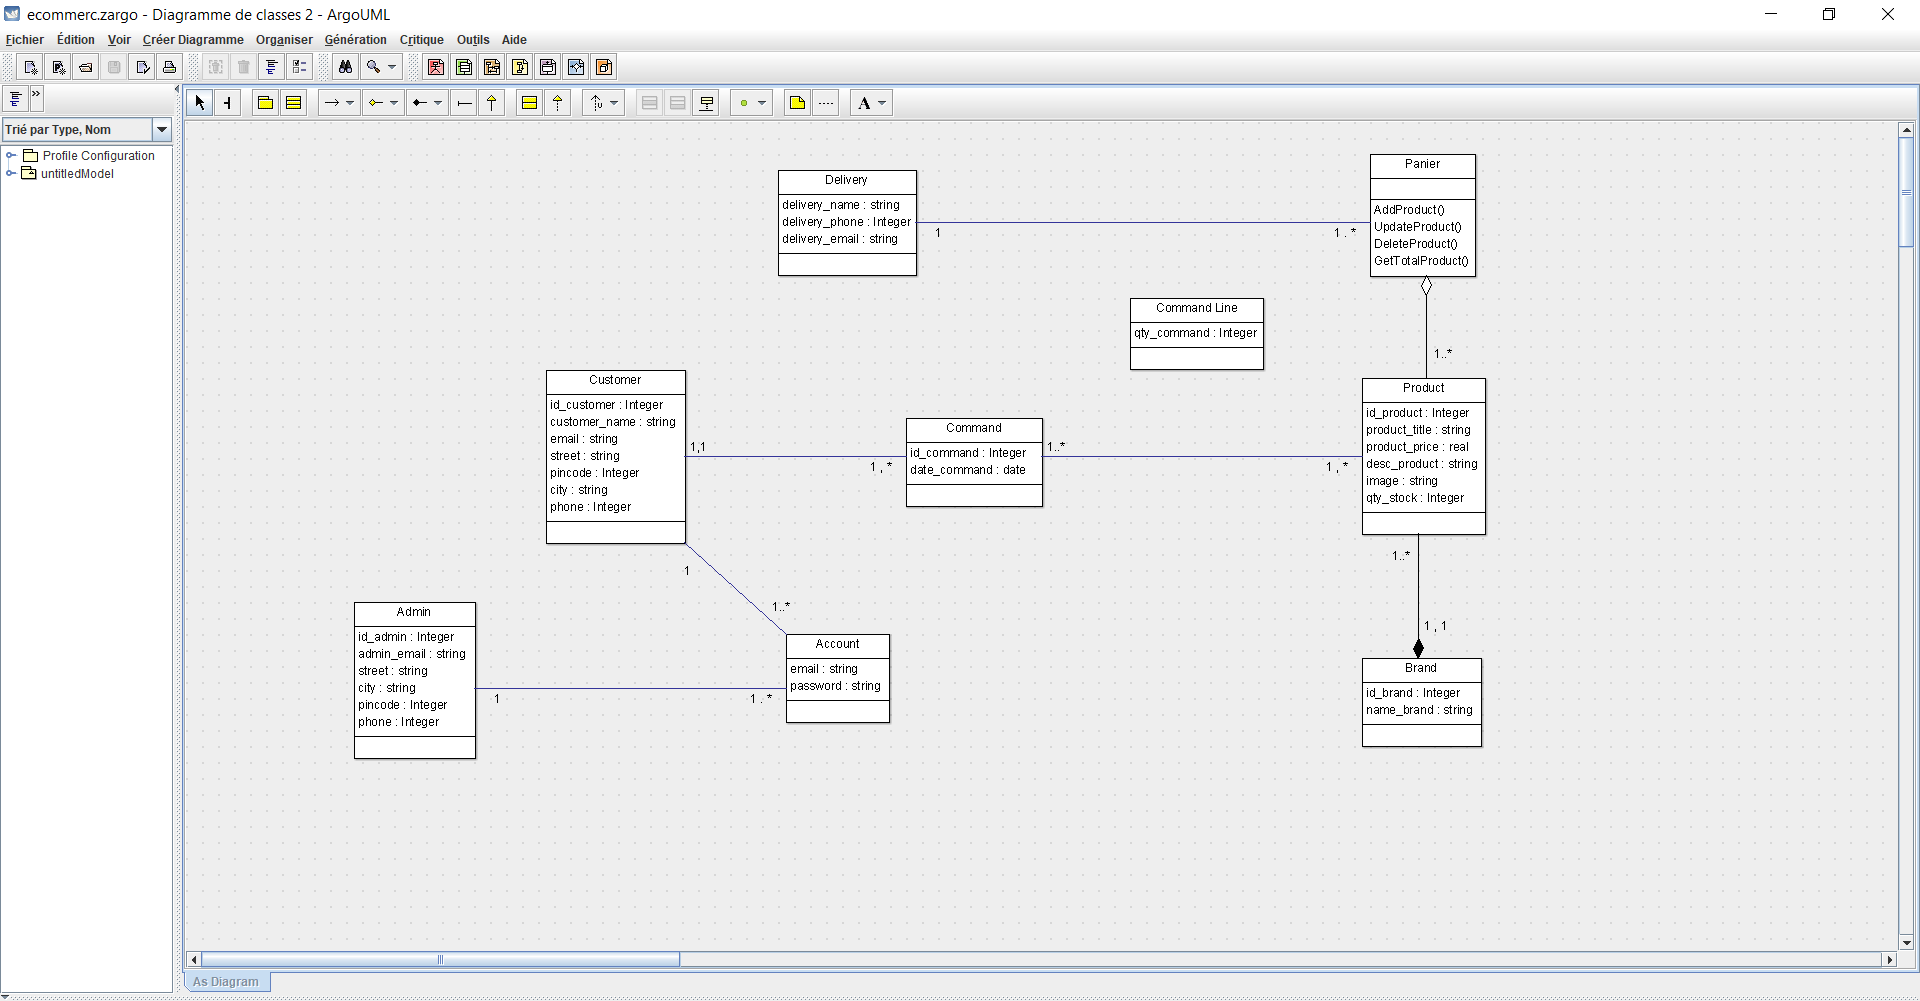 ecommerc.zargo - Diagramme de classes 2 - ArgoUML
Fichier Édition Voir Créer Diagramme Organiser Génération Critique Outils Aide
Trié par Type, Nom
Profile Configuration
untitledModel
Delivery
delivery_name : string
delivery_phone : Integer
delivery_email : string
1
1 . *
Panier
AddProduct()
UpdateProduct()
DeleteProduct()
GetTotalProduct()
1..*
Command Line
qty_command : Integer
Customer
id_customer : Integer
customer_name : string
email : string
street : string
pincode : Integer
city : string
phone : Integer
1,1
1 , *
Command
id_command : Integer
date_command : date
1..*
1 , *
Product
id_product : Integer
product_title : string
product_price : real
desc_product : string
image : string
qty_stock : Integer
1..*
1 , 1
1
1..*
Admin
id_admin : Integer
admin_email : string
street : string
city : string
pincode : Integer
phone : Integer
1
1 . *
Account
email : string
password : string
Brand
id_brand : Integer
name_brand : string
As Diagram